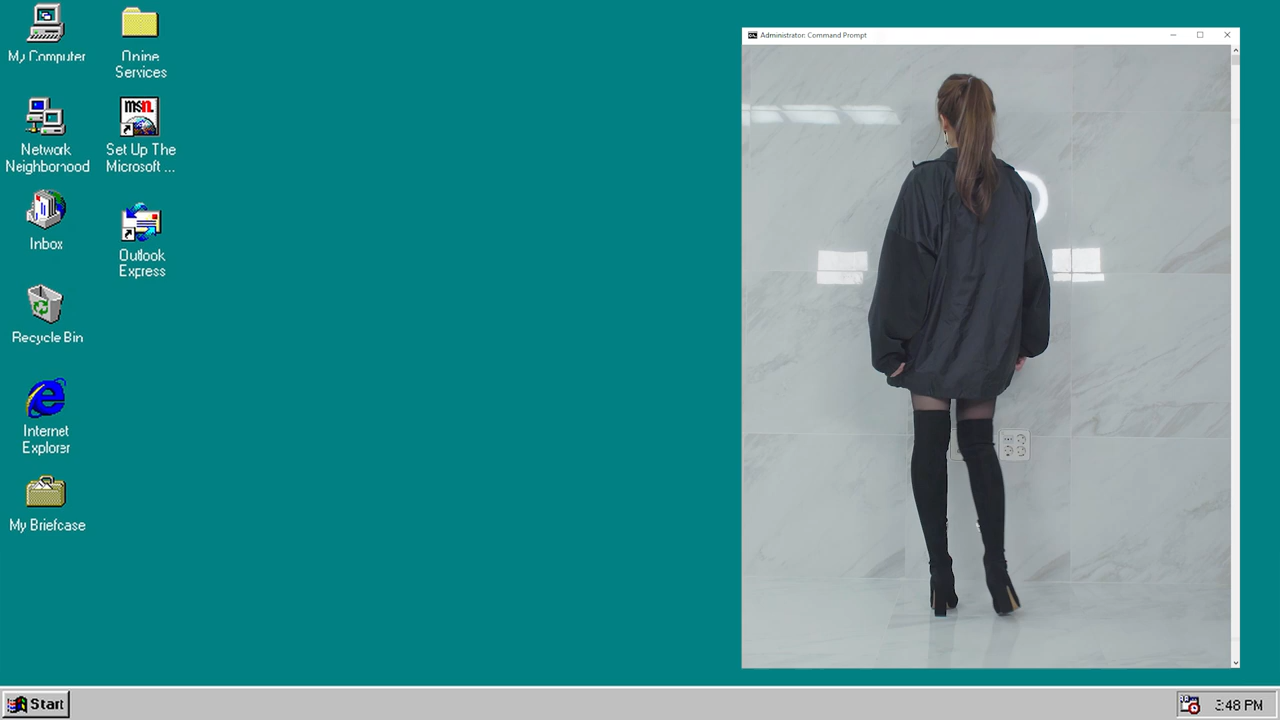 My Computer
Online
Services
Network
Neighborhood
msn.
Set Up The
Microsoft ...
Inbox
Outlook
Express
Recycle Bin
Internet
Explorer
My Briefcase
Administrator: Command Prompt
Start
3:48 PM